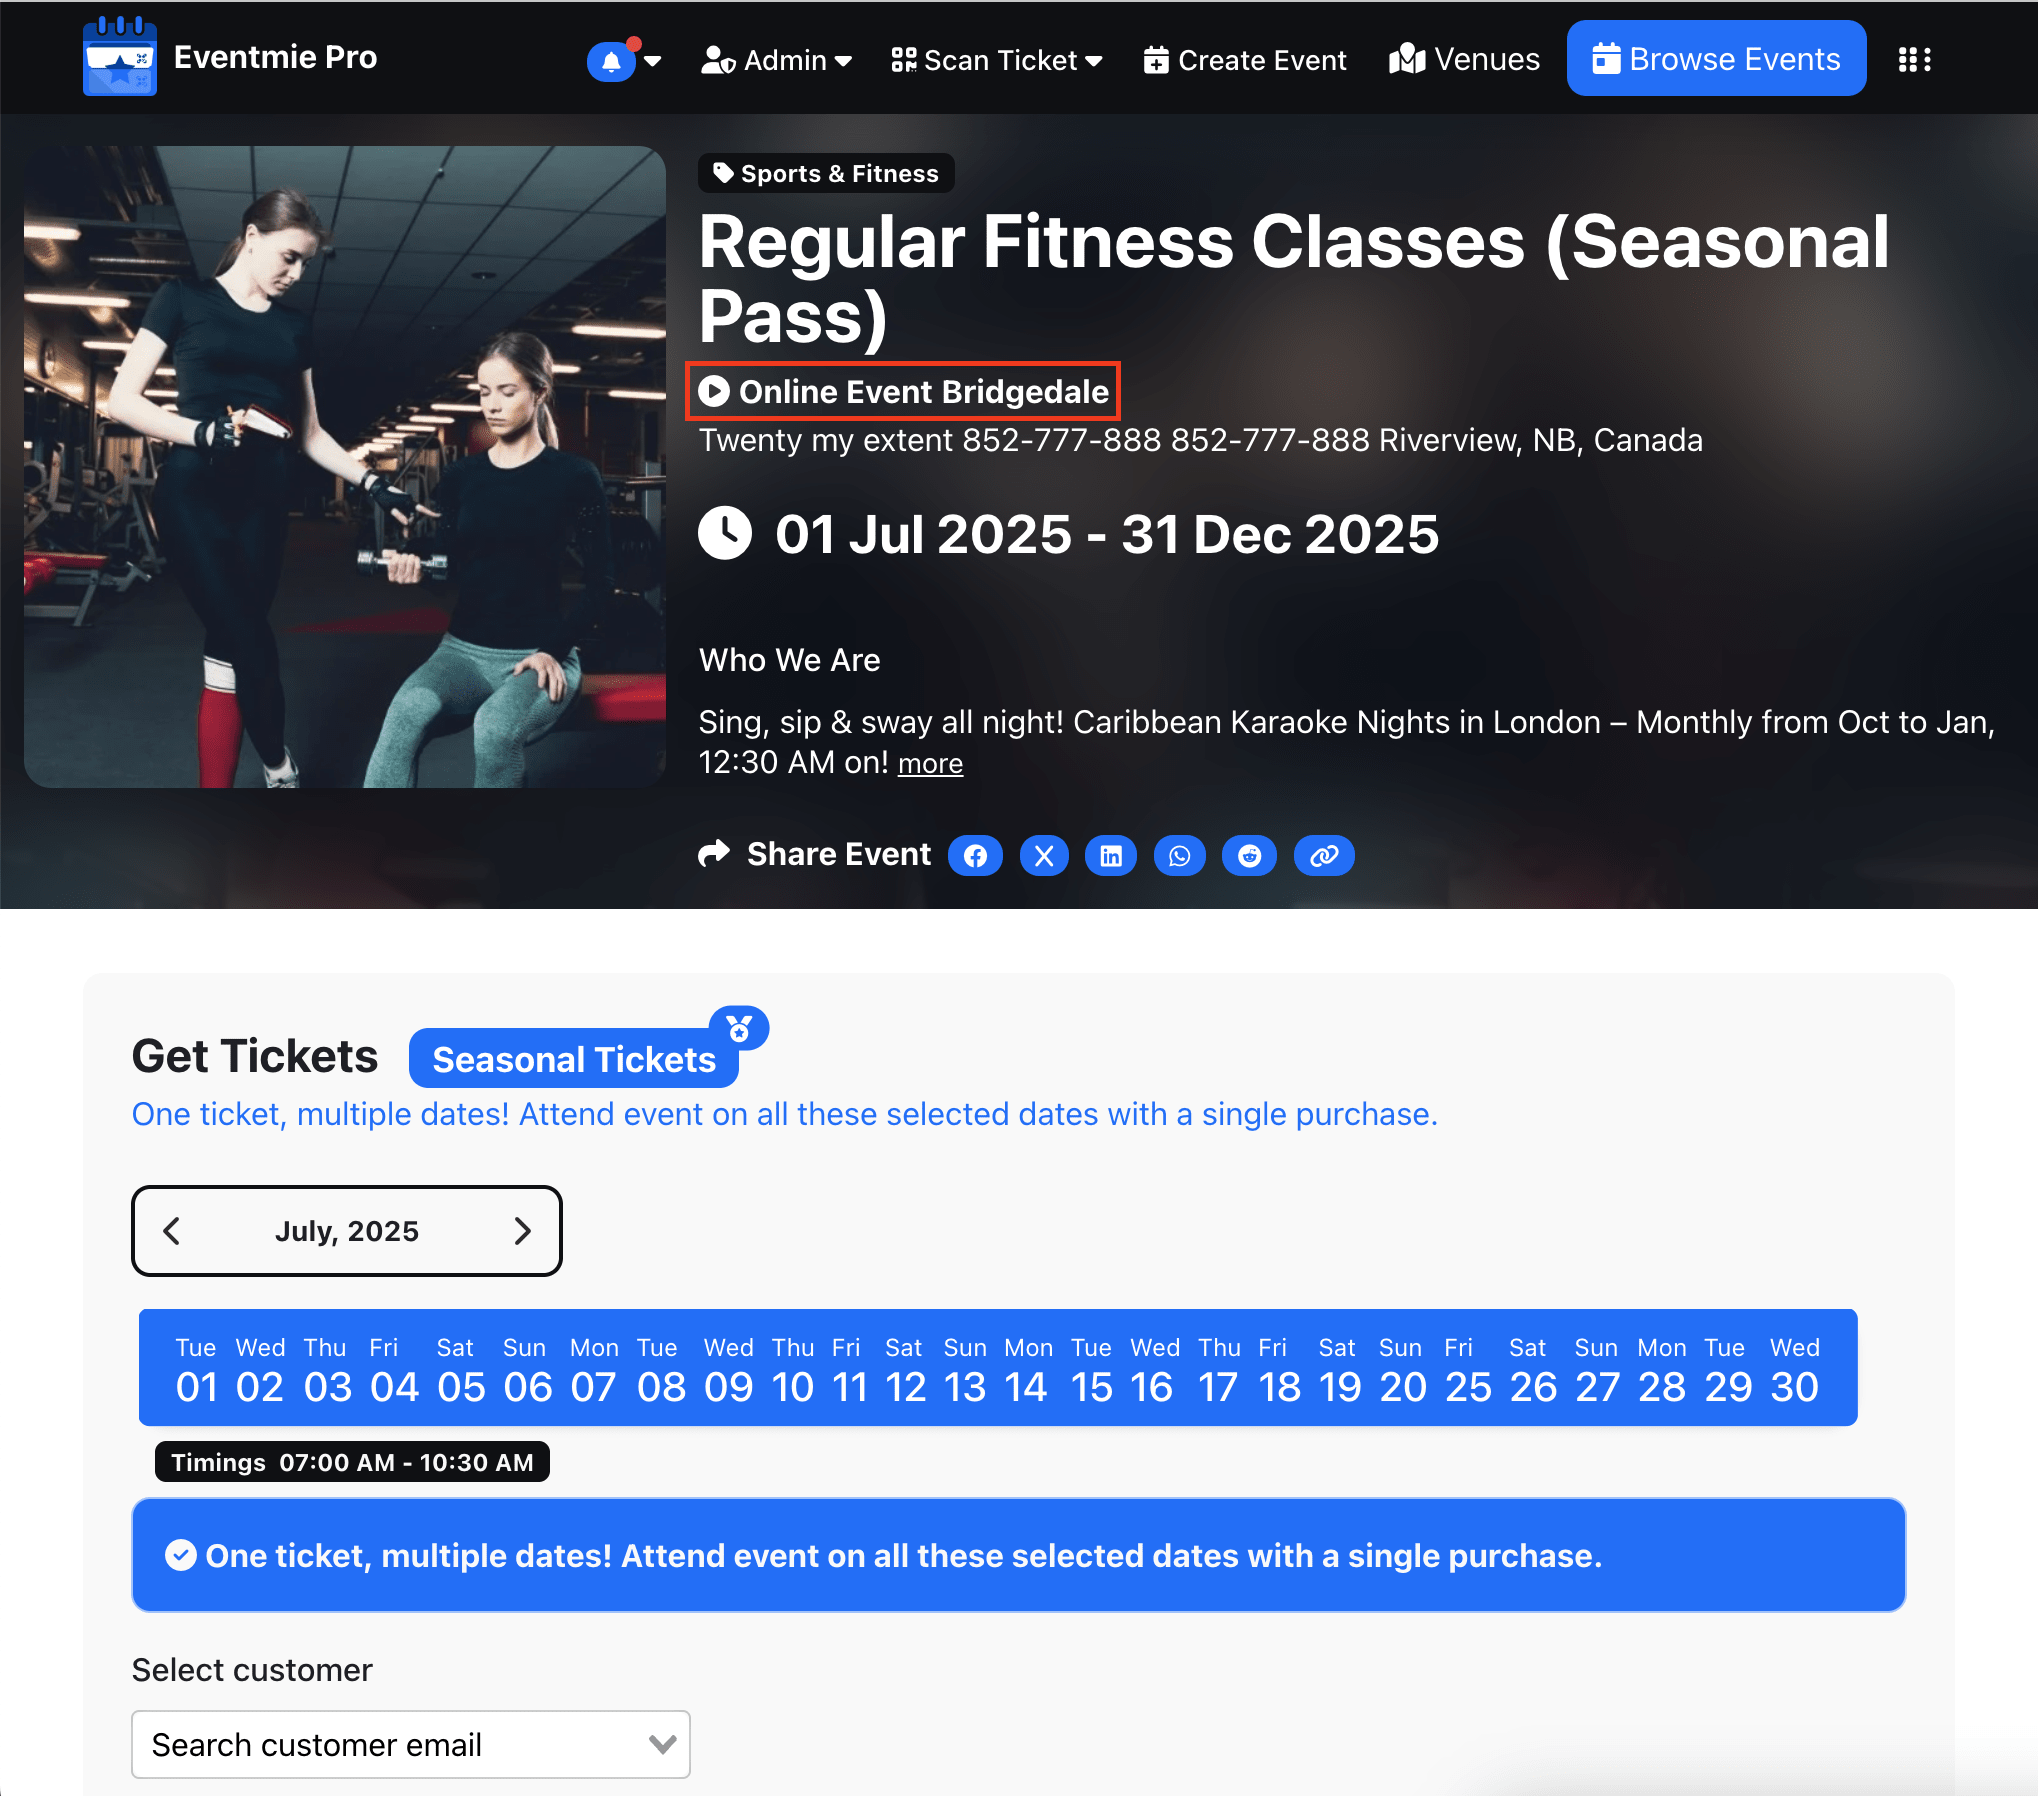 Eventmie Pro
Admin
Scan Ticket
Create Event
Venues
Browse Events
Sports & Fitness
Regular Fitness Classes (Seasonal
Pass)
Online Event Bridgedale
Twenty my extent 852-777-888 852-777-888 Riverview, NB, Canada
01 Jul 2025 - 31 Dec 2025
Who We Are
Sing, sip & sway all night! Caribbean Karaoke Nights in London – Monthly from Oct to Jan,
12:30 AM on! more
Share Event
Get Tickets Seasonal Tickets
One ticket, multiple dates! Attend event on all these selected dates with a single purchase.
July, 2025
Tue Wed Thu Fri Sat Sun Mon Tue Wed Thu Fri Sat Sun Mon Tue Wed Thu Fri Sat Sun Fri Sat Sun Mon Tue Wed
01 02 03 04 05 06 07 08 09 10 11 12 13 14 15 16 17 18 19 20 25 26 27 28 29 30
Timings 07:00 AM - 10:30 AM
One ticket, multiple dates! Attend event on all these selected dates with a single purchase.
Select customer
Search customer email